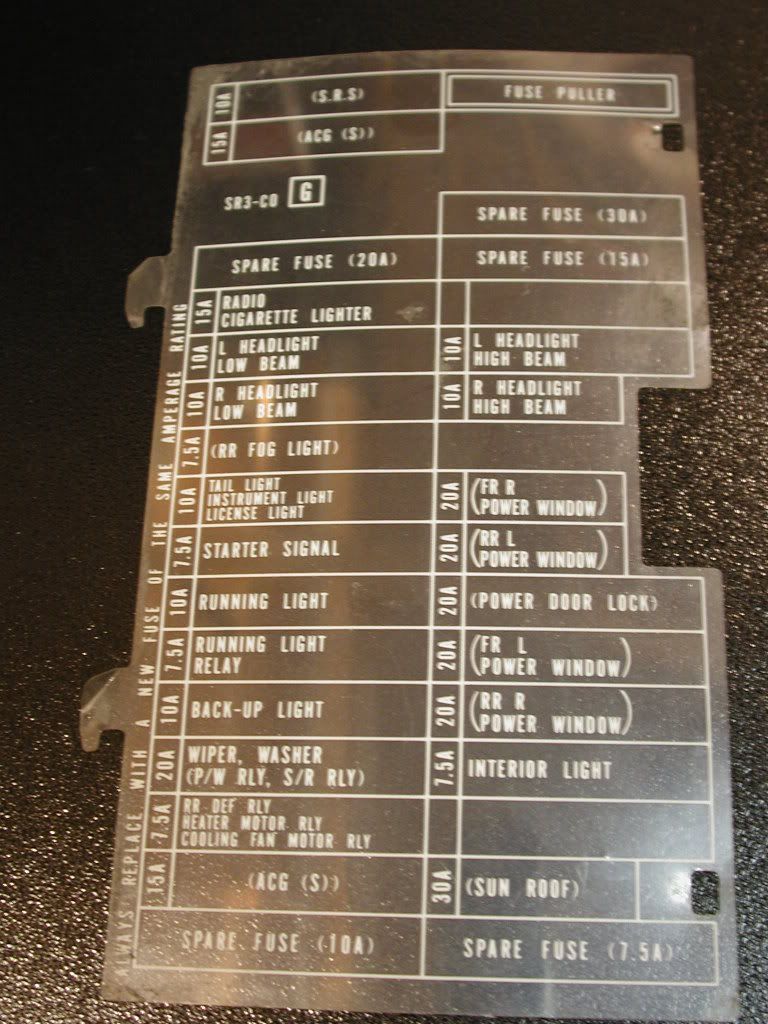 10A (S.R.S) FUSE PULLER
15A (ACG (S))
SR3-C0 G
SPARE FUSE (30A)
SPARE FUSE (20A) SPARE FUSE (15A)
15A RADIO
CIGARETTE LIGHTER
10A L HEADLIGHT
LOW BEAM
10A L HEADLIGHT
HIGH BEAM
10A R HEADLIGHT
LOW BEAM
10A R HEADLIGHT
HIGH BEAM
7.5A (RR FOG LIGHT)
10A TAIL LIGHT
INSTRUMENT LIGHT
LICENSE LIGHT
20A (FR R
POWER WINDOW)
7.5A STARTER SIGNAL
20A (RR L
POWER WINDOW)
10A RUNNING LIGHT
20A (POWER DOOR LOCK)
7.5A RUNNING LIGHT
RELAY
20A (FR L
POWER WINDOW)
10A BACK-UP LIGHT
20A (RR R
POWER WINDOW)
20A WIPER, WASHER
(P/W RLY, S/R RLY)
7.5A INTERIOR LIGHT
7.5A RR DEF RLY
HEATER MOTOR RLY
COOLING FAN MOTOR RLY
15A (ACG (S))
30A (SUN ROOF)
SPARE FUSE (10A) SPARE FUSE (7.5A)
ALWAYS REPLACE WITH A NEW FUSE OF THE SAME AMPERAGE RATING